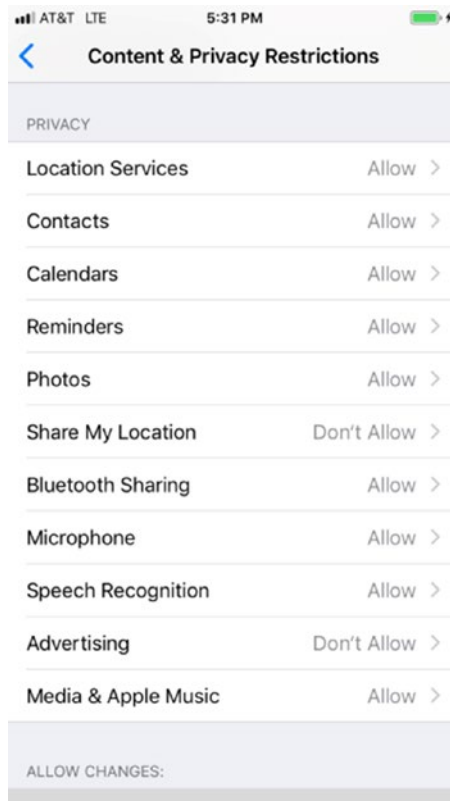 AT&T LTE 5:31 PM
Content & Privacy Restrictions
PRIVACY
Location Services Allow
Contacts Allow
Calendars Allow
Reminders Allow
Photos Allow
Share My Location Don't Allow
Bluetooth Sharing Allow
Microphone Allow
Speech Recognition Allow
Advertising Don't Allow
Media & Apple Music Allow
ALLOW CHANGES: